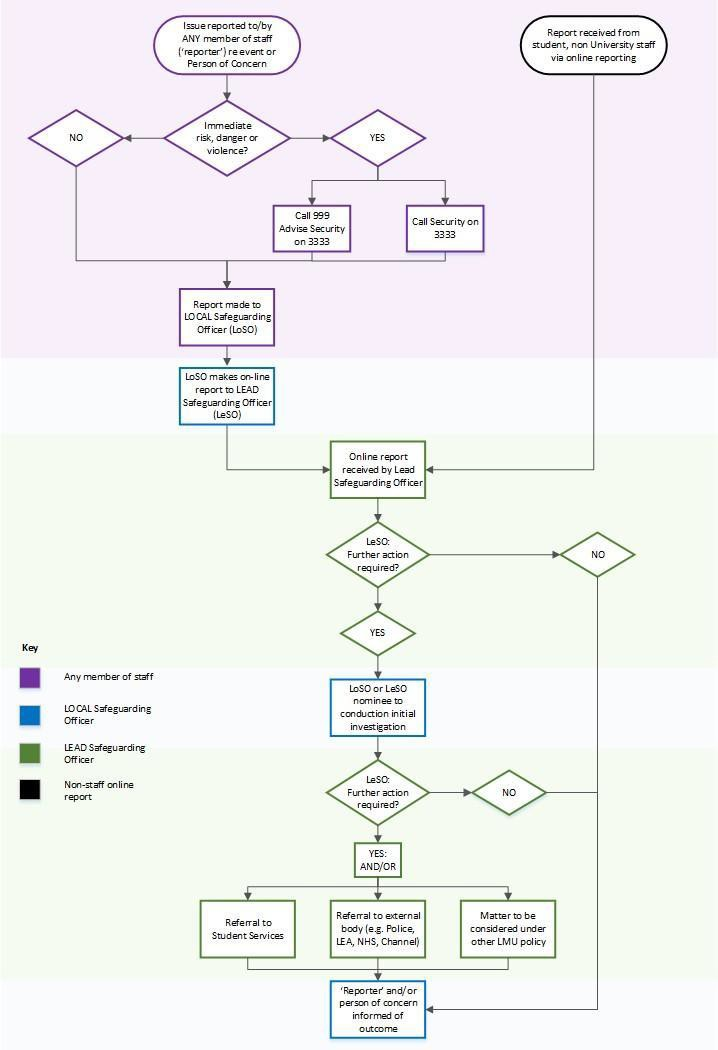 Issue reported to/by
ANY member of staff
('reporter') re event or
Person of Concern
Report received from
student, non University staff
via online reporting
NO
Immediate
risk, danger or
violence?
YES
Call 999
Advise Security
on 3333
Call Security on
3333
Report made to
LOCAL Safeguarding
Officer (LoSO)
LoSO makes on-line
report to LEAD
Safeguarding Officer
(LeSO)
Online report
received by Lead
Safeguarding Officer
LeSO:
Further action
required?
NO
YES
Key
Any member of staff
LOCAL Safeguarding
Officer
LEAD Safeguarding
Officer
Non-staff online
report
LoSO or LeSO
nominee to
conduction initial
investigation
LeSO:
Further action
required?
NO
YES:
AND/OR
Referral to
Student Services
Referral to external
body (e.g. Police,
LEA, NHS, Channel)
Matter to be
considered under
other LMU policy
'Reporter' and/or
person of concern
informed of
outcome